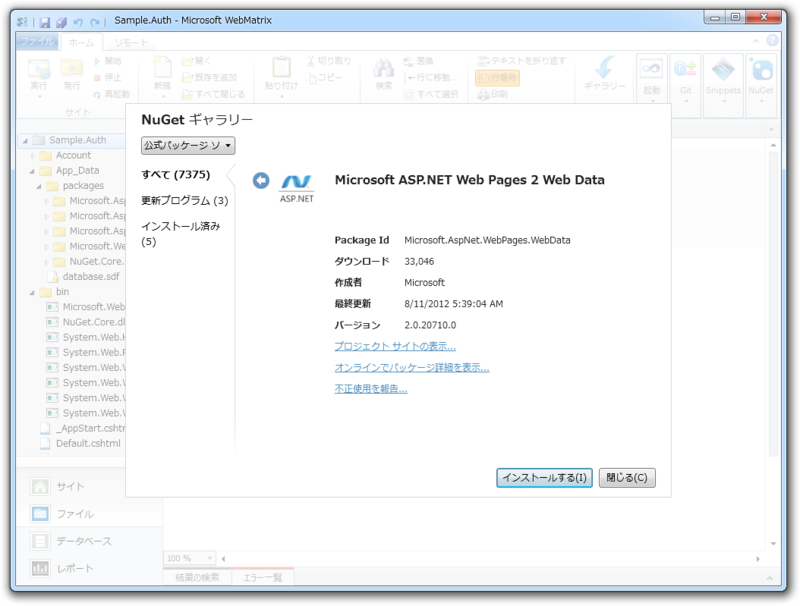 Sample.Auth - Microsoft WebMatrix
ファイル ホーム リモート
実行 発行 開始
停止
再起動
サイト
新規 開く
既存を追加
すべて閉じる
貼り付け 切り取り
コピー
検索 置換
行に移動...
すべて選択
テキストを折り返す
行番号
印刷
ギャラリー 起動 Git Snippets NuGet
Sample.Auth
Account
App_Data
packages
Microsoft.Asp
Microsoft.Asp
Microsoft.Asp
Microsoft.We
NuGet.Core.
database.sdf
bin
Microsoft.Web
NuGet.Core.dl
System.Web.H
System.Web.R
System.Web.W
System.Web.W
System.Web.W
System.Web.W
_AppStart.cshtm
Default.cshtml
サイト
ファイル
データベース
レポート
NuGet ギャラリー
公式パッケージ ソ
すべて (7375)
更新プログラム (3)
インストール済み
(5)
ASP.NET
Microsoft ASP.NET Web Pages 2 Web Data
Package Id Microsoft.AspNet.WebPages.WebData
ダウンロード 33,046
作成者 Microsoft
最終更新 8/11/2012 5:39:04 AM
バージョン 2.0.20710.0
プロジェクト サイトの表示...
オンラインでパッケージ詳細を表示...
不正使用を報告...
インストールする(I) 閉じる(C)
100 %
結果の検索 エラー一覧